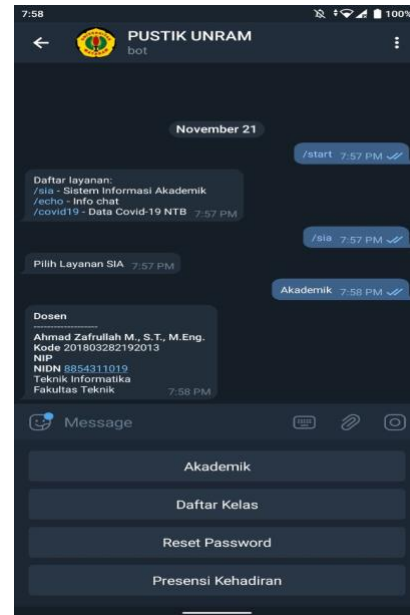 7:58
100%
PUSTIK UNRAM
bot
November 21
/start 7:57 PM
Daftar layanan:
/sia - Sistem Informasi Akademik
/echo - Info chat
/covid19 - Data Covid-19 NTB 7:57 PM
/sia 7:57 PM
Pilih Layanan SIA 7:57 PM
Akademik 7:58 PM
Dosen
-------------------
Ahmad Zafrullah M., S.T., M.Eng.
Kode 201803282192013
NIP
NIDN 8854311019
Teknik Informatika
Fakultas Teknik 7:58 PM
Message
Akademik
Daftar Kelas
Reset Password
Presensi Kehadiran